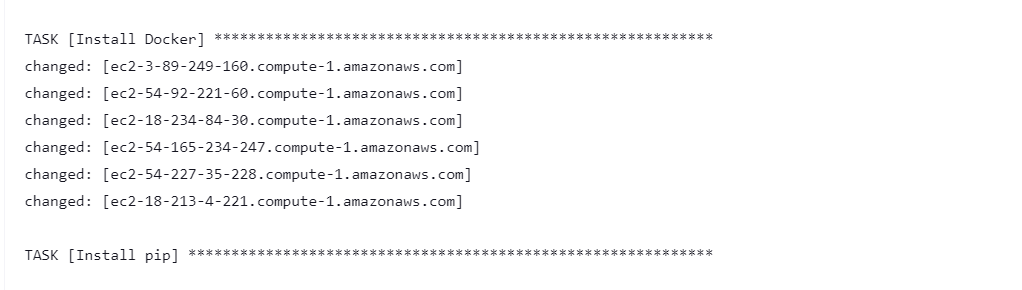 TASK [Install Docker] **********************************************************
changed: [ec2-3-89-249-160.compute-1.amazonaws.com]
changed: [ec2-54-92-221-60.compute-1.amazonaws.com]
changed: [ec2-18-234-84-30.compute-1.amazonaws.com]
changed: [ec2-54-165-234-247.compute-1.amazonaws.com]
changed: [ec2-54-227-35-228.compute-1.amazonaws.com]
changed: [ec2-18-213-4-221.compute-1.amazonaws.com]
TASK [Install pip] *************************************************************